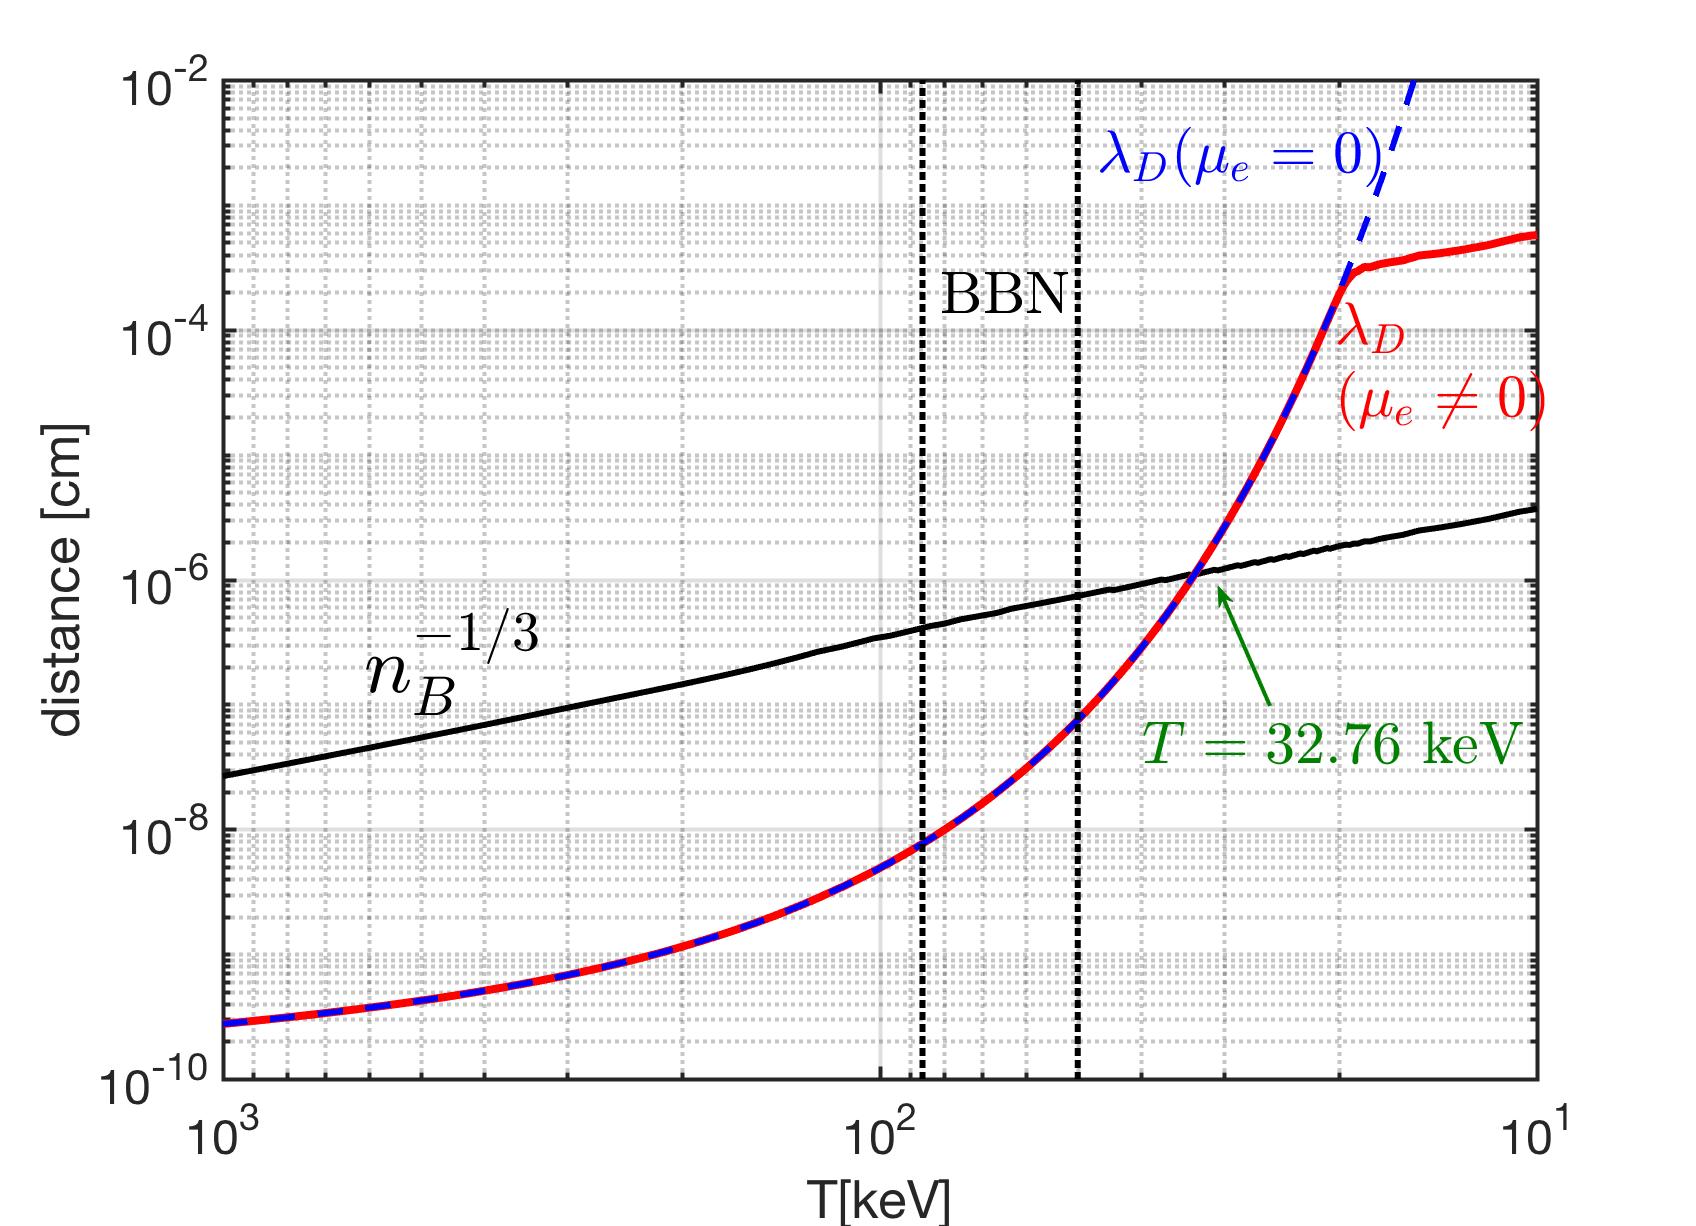 10^-2
10^-4
10^-6
10^-8
10^-10
distance [cm]
10^3
10^2
10^1
T[keV]
λ_D(μ_e = 0)
BBN
λ_D
(μ_e ≠ 0)
n_B^-1/3
T = 32.76 keV